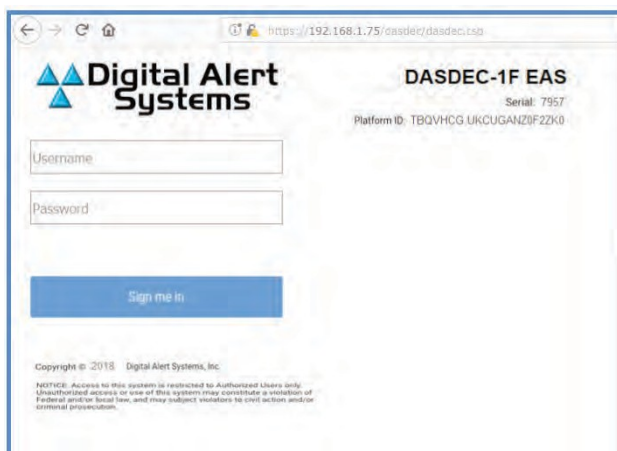 https://192.168.1.75/dasdec/dasdec.csp
Digital Alert
Systems
DASDEC-1F EAS
Serial: 7957
Platform ID: TBQVHCG.UKCUGANZ0F2ZK0
Username
Password
Sign me in
Copyright © 2018 Digital Alert Systems, Inc.
NOTICE: Access to this system is restricted to Authorized Users only.
Unauthorized access or use of this system may constitute a violation of
Federal and/or local law, and may subject violators to civil action and/or
criminal prosecution.